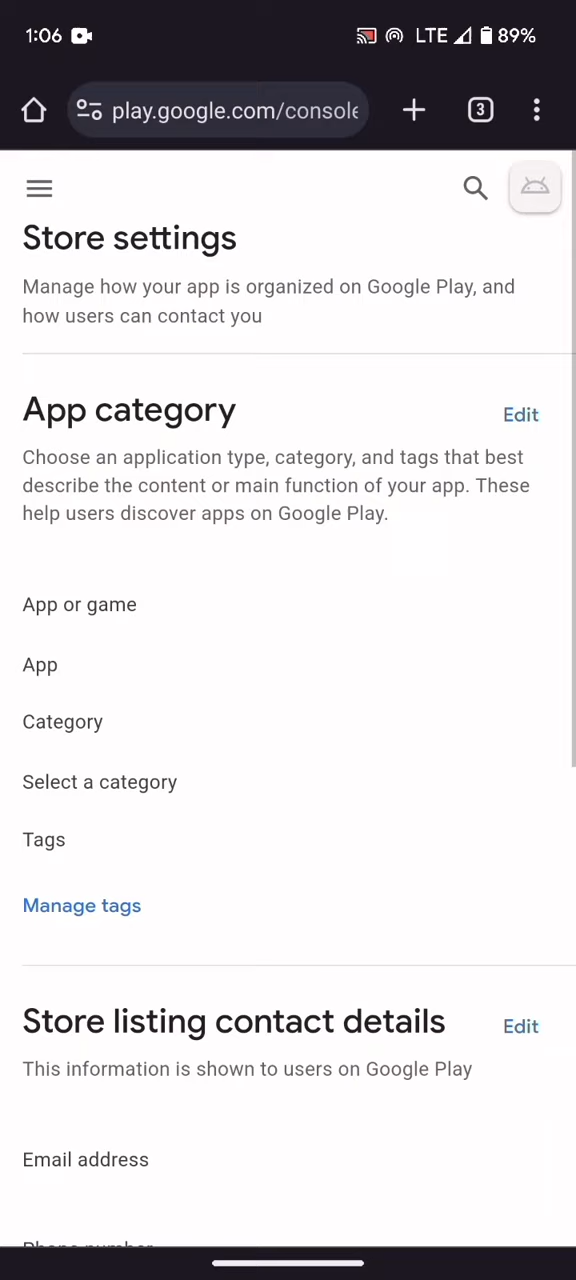 1:06
LTE
89%
play.google.com/console
3
Store settings
Manage how your app is organized on Google Play, and
how users can contact you
App category
Edit
Choose an application type, category, and tags that best
describe the content or main function of your app. These
help users discover apps on Google Play.
App or game
App
Category
Select a category
Tags
Manage tags
Store listing contact details
Edit
This information is shown to users on Google Play
Email address
Phone number